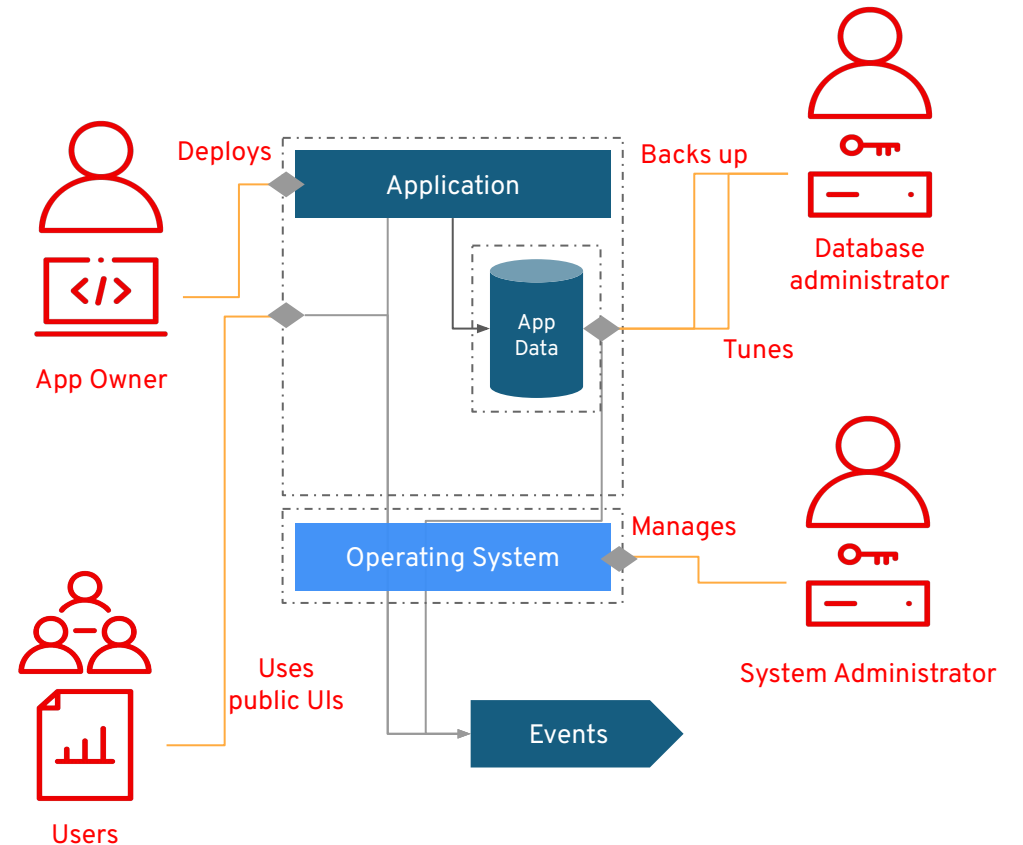 Deploys
Application
Backs up
</>
Database
administrator
App
Data
Tunes
App Owner
Manages
Operating System
Uses
public UIs
System Administrator
Events
Users